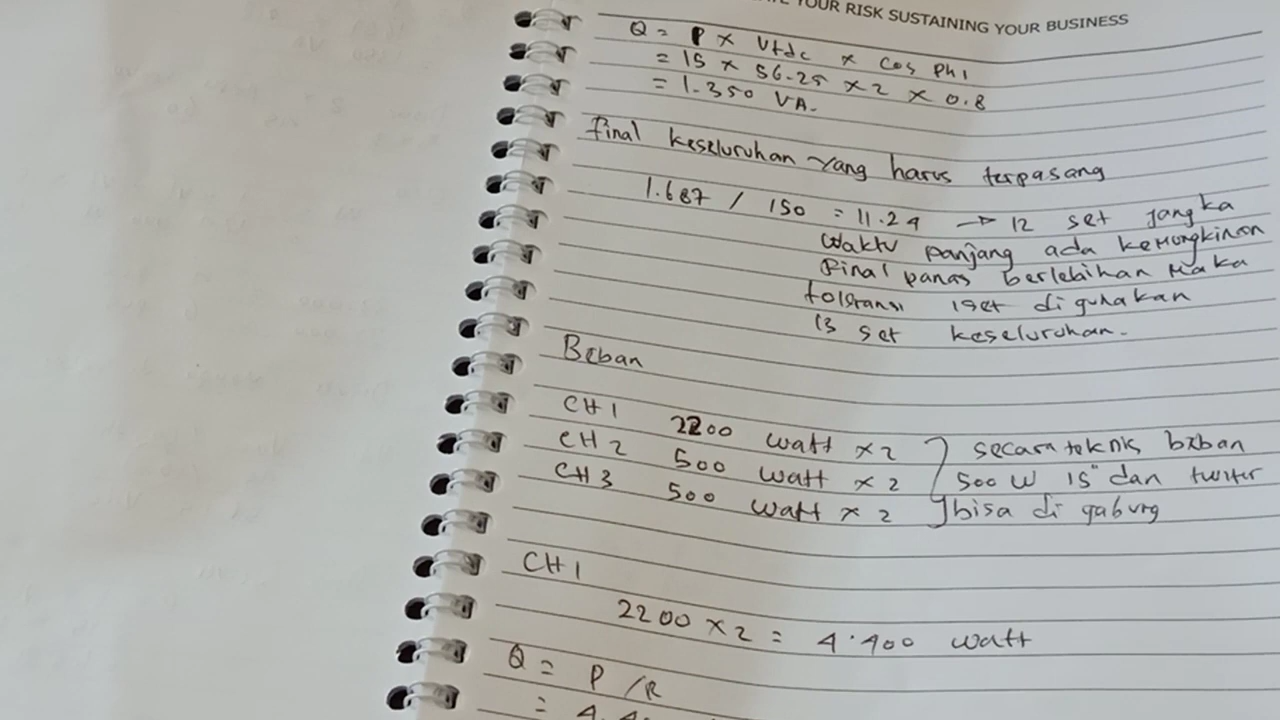 YOUR RISK SUSTAINING YOUR BUSINESS
Q = P x Vtdc x Cos Phi
= 15 x 56.25 x 2 x 0.8
= 1.350 VA.
Final keseluruhan yang harus terpasang
1.687 / 150 = 11.24 → 12 set jangka
waktu panjang ada kemungkinan
Final panas berlebihan maka
toleransi 1set digunakan
13 set keseluruhan.
Beban
CH1 2200 watt x 2
CH2 500 watt x 2
CH3 500 watt x 2
secara teknis beban
500 W 15" dan twiter
bisa di gabung
CH1
2200 x 2 = 4.400 watt
Q = P / R
=